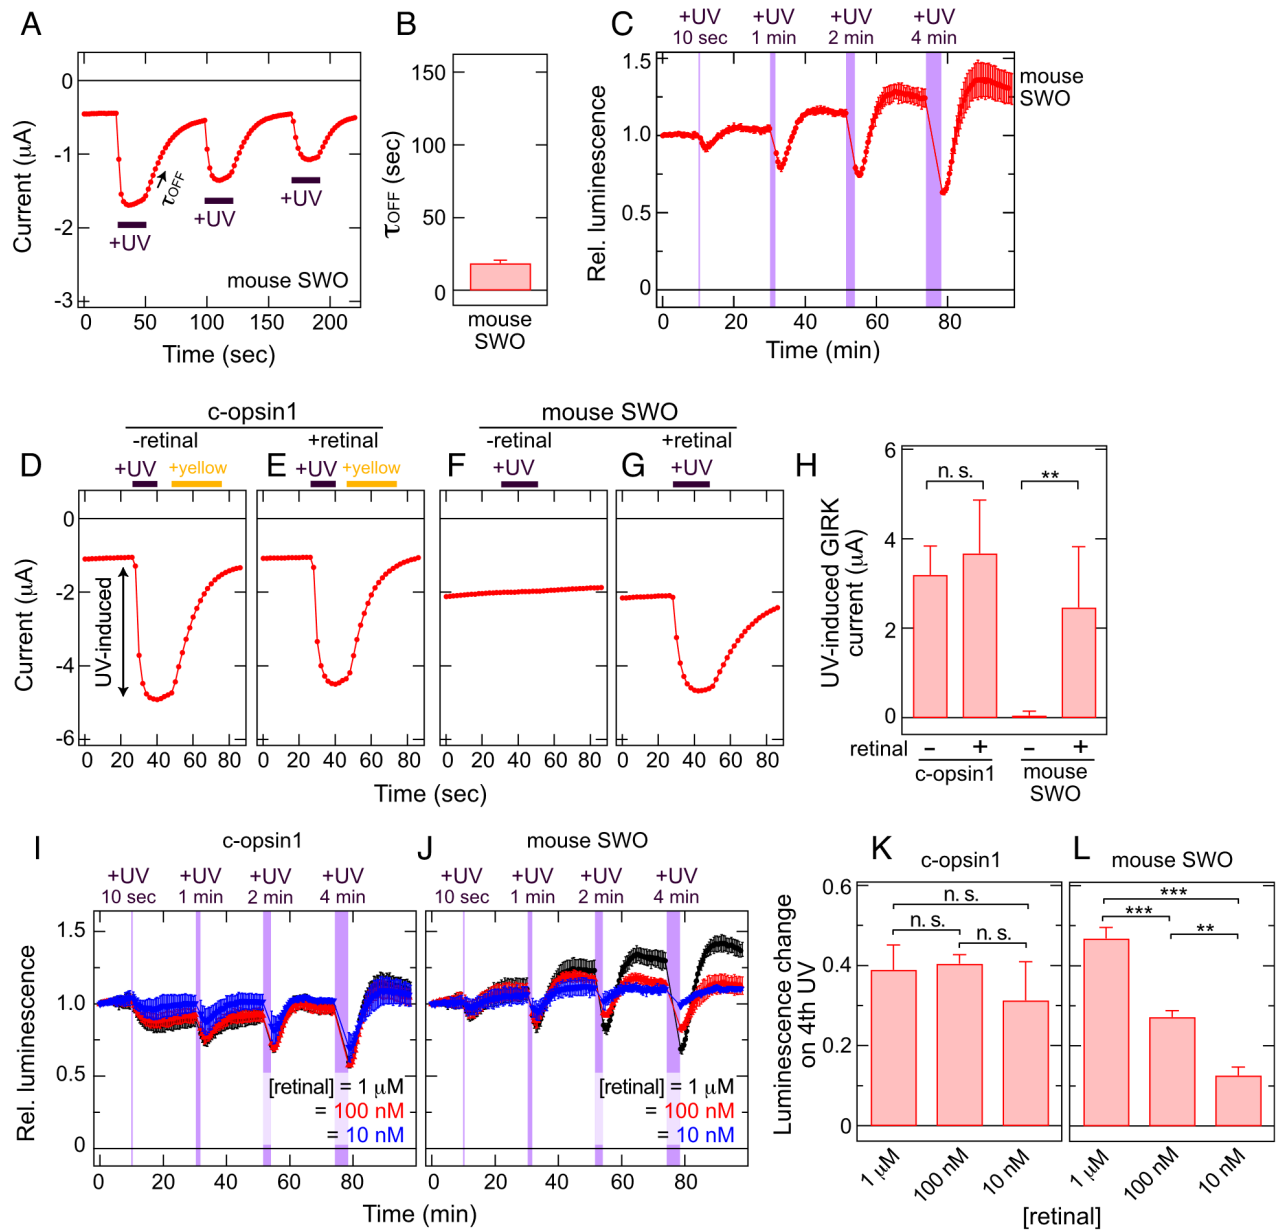 A
0
-1
-2
-3
Current (μA)
τOFF
+UV
+UV
+UV
mouse SWO
0
50
100
150
200
Time (sec)
B
150
100
50
0
τOFF (sec)
mouse
SWO
C
+UV
10 sec
+UV
1 min
+UV
2 min
+UV
4 min
1.5
1.0
0.5
0
Rel. luminescence
mouse
SWO
0
20
40
60
80
Time (min)
c-opsin1
-retinal
+retinal
mouse SWO
-retinal
+retinal
D
+UV
+yellow
E
+UV
+yellow
F
+UV
G
+UV
0
-2
-4
-6
Current (μA)
UV-induced
0 20 40 60 80
0 20 40 60 80
0 20 40 60 80
0 20 40 60 80
Time (sec)
H
6
4
2
0
UV-induced GIRK
current (μA)
n. s.
**
retinal - + - +
c-opsin1
mouse
SWO
I
c-opsin1
+UV
10 sec
+UV
1 min
+UV
2 min
+UV
4 min
1.5
1.0
0.5
0
Rel. luminescence
[retinal] = 1 μM
= 100 nM
= 10 nM
0 20 40 60 80
J
mouse SWO
+UV
10 sec
+UV
1 min
+UV
2 min
+UV
4 min
[retinal] = 1 μM
= 100 nM
= 10 nM
0 20 40 60 80
Time (min)
K
c-opsin1
0.6
0.4
0.2
0
Luminescence change
on 4th UV
n. s.
n. s.
n. s.
1 μM
100 nM
10 nM
L
mouse SWO
***
***
**
1 μM
100 nM
10 nM
[retinal]